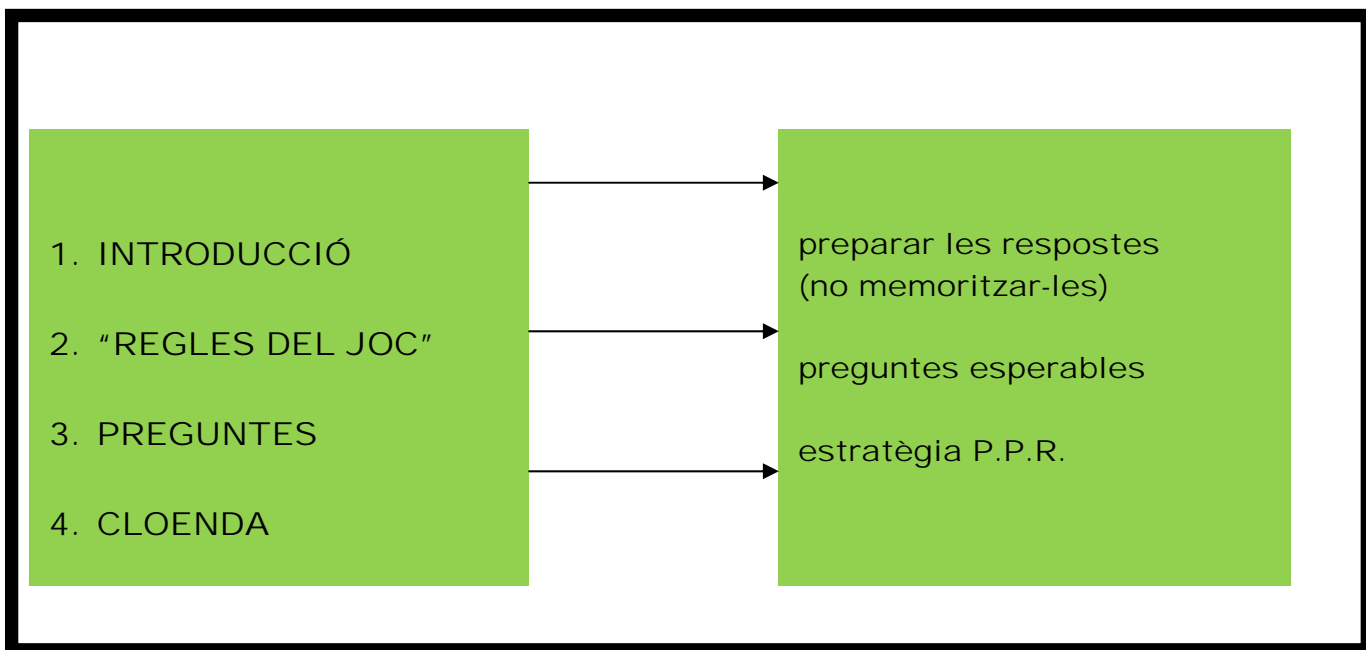 1. INTRODUCCIÓ
2. “REGLES DEL JOC”
3. PREGUNTES
4. CLOENDA
preparar les respostes
(no memoritzar-les)
preguntes esperables
estratègia P.P.R.